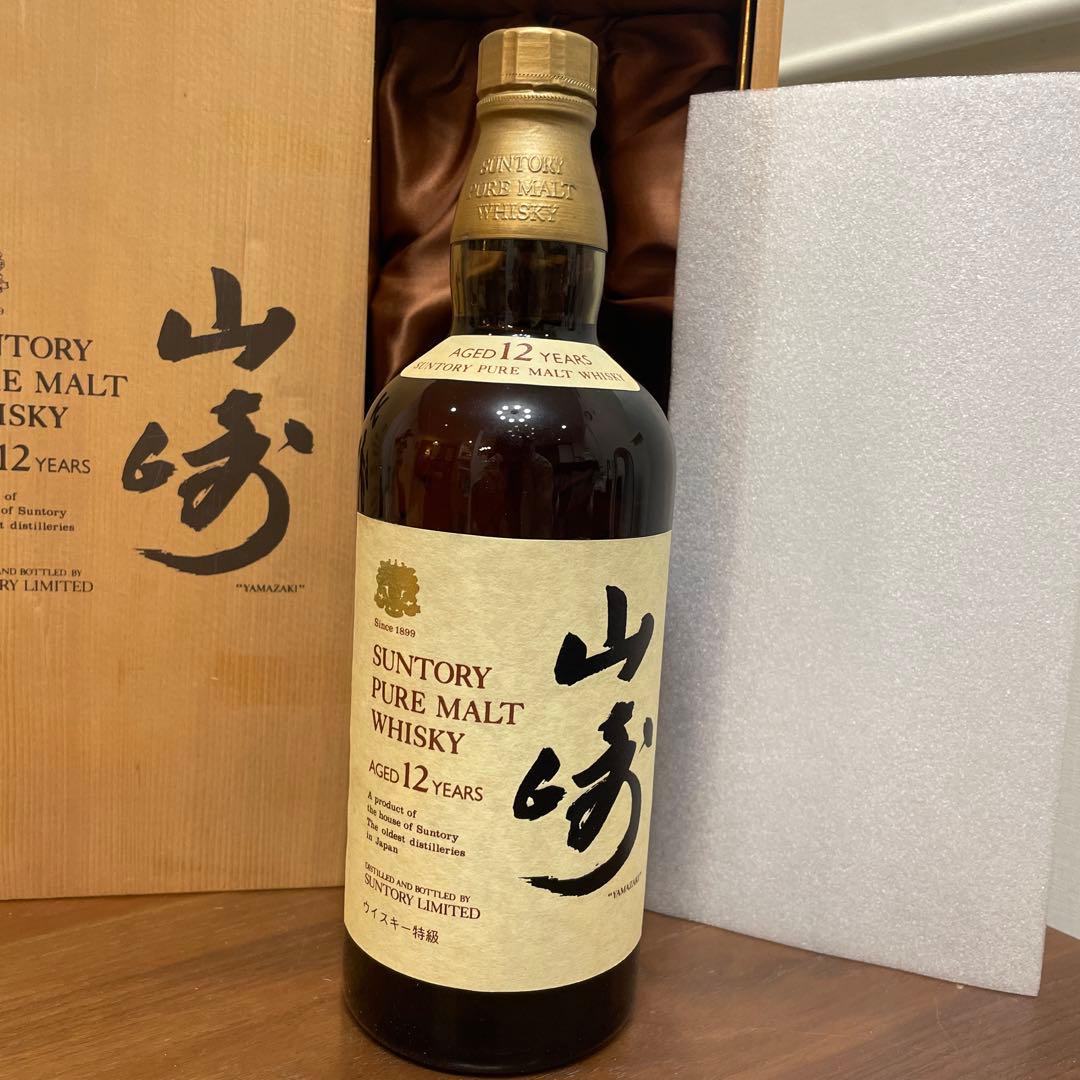 NTORY
E MALT
ISKY
12 YEARS
of
of Suntory
t distilleries
ND AND BOTTLED BY
RY LIMITED
山崎
"YAMAZAKI"
SUNTORY
PURE MALT
WHISKY
AGED 12 YEARS
SUNTORY PURE MALT WHISKY
Since 1899
SUNTORY
PURE MALT
WHISKY
AGED 12 YEARS
A product of
the house of Suntory
The oldest distilleries
in Japan
DISTILLED AND BOTTLED BY
SUNTORY LIMITED
ウイスキー特級
山崎
"YAMAZAKI"